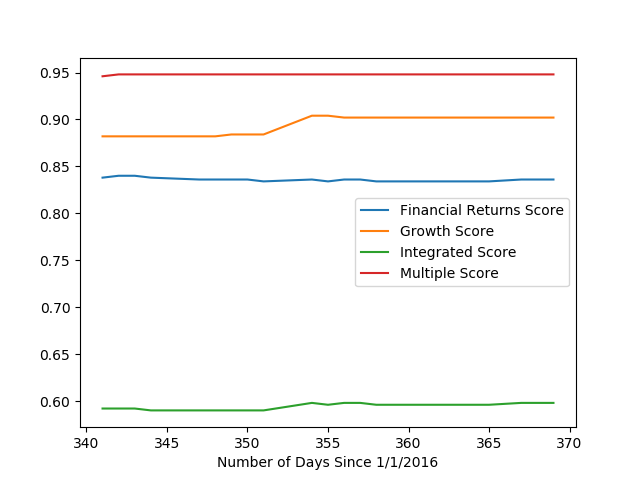 0.95
0.90
0.85
0.80
0.75
0.70
0.65
0.60
Financial Returns Score
Growth Score
Integrated Score
Multiple Score
340 345 350 355 360 365 370
Number of Days Since 1/1/2016